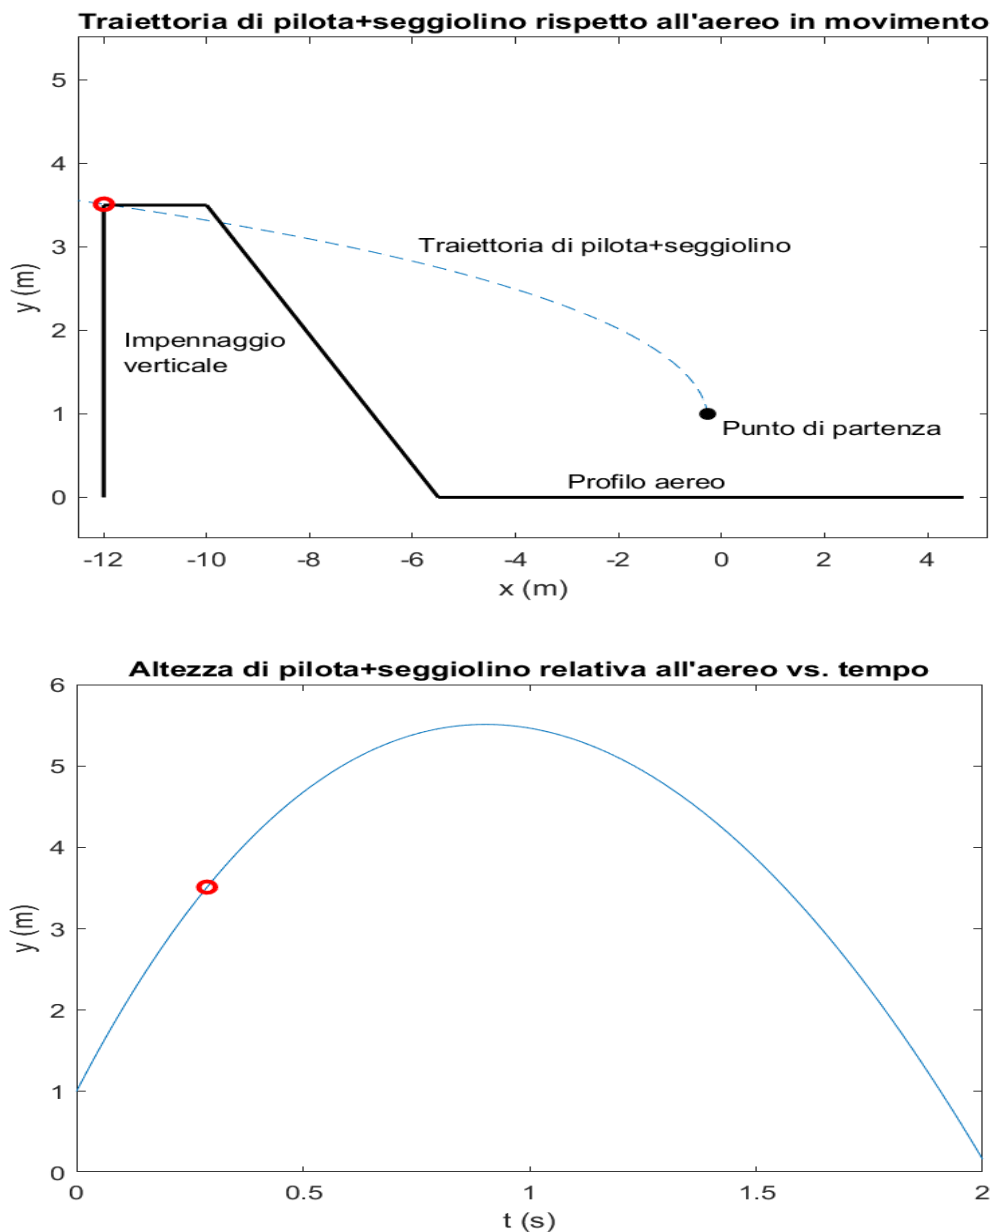 Traiettoria di pilota+seggiolino rispetto all'aereo in movimento
5
4
3
2
1
0
y (m)
Traiettoria di pilota+seggiolino
Impennaggio
verticale
Punto di partenza
Profilo aereo
-12 -10 -8 -6 -4 -2 0 2 4
x (m)
Altezza di pilota+seggiolino relativa all'aereo vs. tempo
6
5
4
3
2
1
0
y (m)
0 0.5 1 1.5 2
t (s)